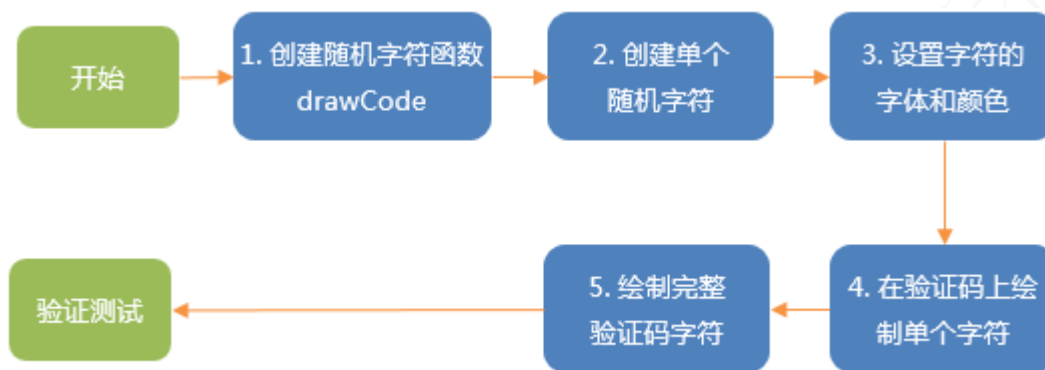 开始
1. 创建随机字符函数
drawCode
2. 创建单个
随机字符
3. 设置字符的
字体和颜色
4. 在验证码上绘
制单个字符
5. 绘制完整
验证码字符
验证测试